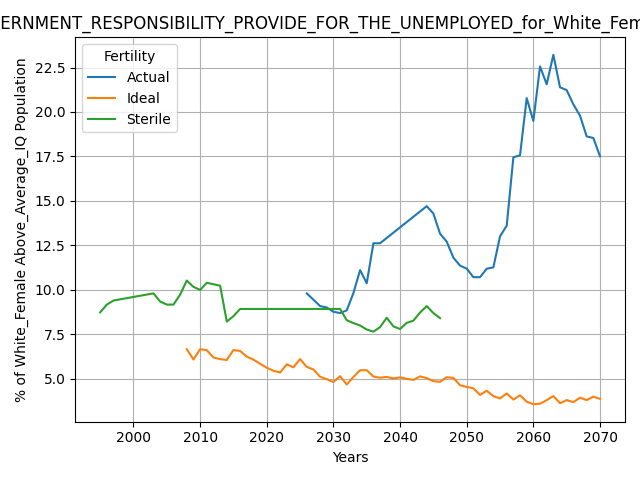 ERNMENT_RESPONSIBILITY_PROVIDE_FOR_THE_UNEMPLOYED_for_White_Fem
Fertility
Actual
Ideal
Sterile
% of White_Female Above_Average_IQ Population
22.5
20.0
17.5
15.0
12.5
10.0
7.5
5.0
2000 2010 2020 2030 2040 2050 2060 2070
Years